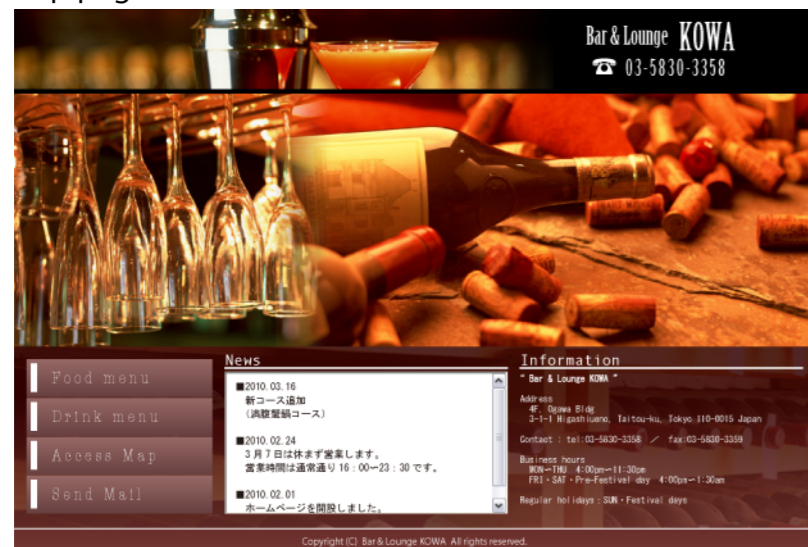 Bar & Lounge KOWA
☎ 03-5830-3358
Food menu
Drink menu
Access Map
Send Mail
News
■2010.03.16
新コース追加
(満腹蟹鍋コース)
■2010.02.24
3月7日は休まず営業します。
営業時間は通常通り16:00〜23:30です。
■2010.02.01
ホームページを開設しました。
Information
" Bar & Lounge KOWA "
Address
4F. Ogawa Bldg
3-1-1 Higashiueno, Taitou-ku, Tokyo 110-0015 Japan
Contact : tel:03-5830-3358 / fax:03-5830-3359
Business hours
MON〜THU 4:00pm〜11:30pm
FRI・SAT・Pre-Festival day 4:00pm〜1:30am
Regular holidays : SUN・Festival days
Copyright (C) Bar & Lounge KOWA All rights reserved.